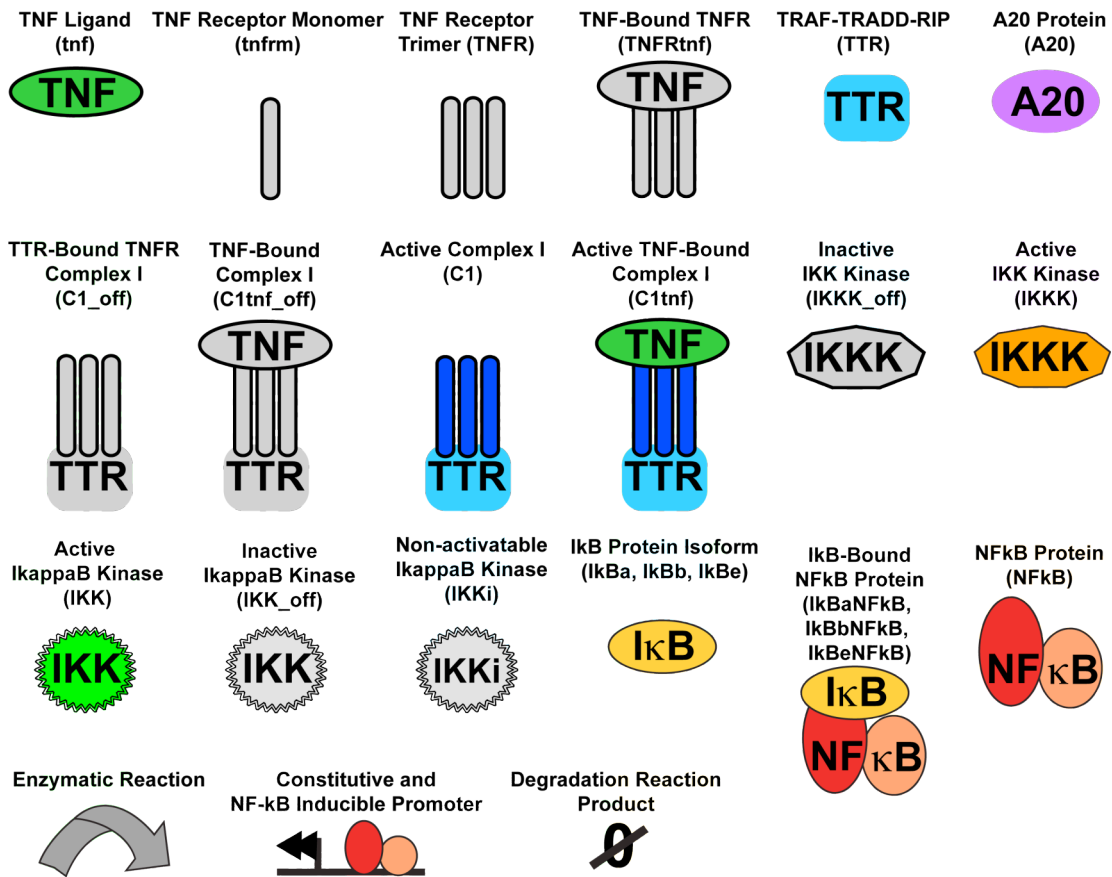 TNF Ligand
(tnf)
TNF
TNF Receptor Monomer
(tnfrm)
TNF Receptor
Trimer (TNFR)
TNF-Bound TNFR
(TNFRtnf)
TNF
TRAF-TRADD-RIP
(TTR)
TTR
A20 Protein
(A20)
A20
TTR-Bound TNFR
Complex I
(C1_off)
TTR
TNF-Bound
Complex I
(C1tnf_off)
TNF
TTR
Active Complex I
(C1)
TTR
Active TNF-Bound
Complex I
(C1tnf)
TNF
TTR
Inactive
IKK Kinase
(IKKK_off)
IKKK
Active
IKK Kinase
(IKKK)
IKKK
Active
IkappaB Kinase
(IKK)
IKK
Inactive
IkappaB Kinase
(IKK_off)
IKK
Non-activatable
IkappaB Kinase
(IKKi)
IKKi
IkB Protein Isoform
(IkBa, IkBb, IkBe)
IκB
IkB-Bound
NFkB Protein
(IkBaNFkB,
IkBbNFkB,
IkBeNFkB)
IκB
NF κB
NFkB Protein
(NFkB)
NF κB
Enzymatic Reaction
Constitutive and
NF-kB Inducible Promoter
Degradation Reaction
Product
0